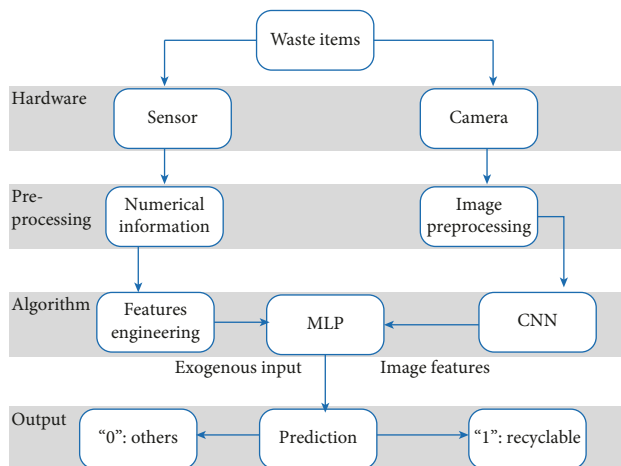 Waste items
Hardware
Sensor
Camera
Pre-
processing
Numerical
information
Image
preprocessing
Algorithm
Features
engineering
MLP
CNN
Exogenous input
Image features
Output
“0”: others
Prediction
“1”: recyclable